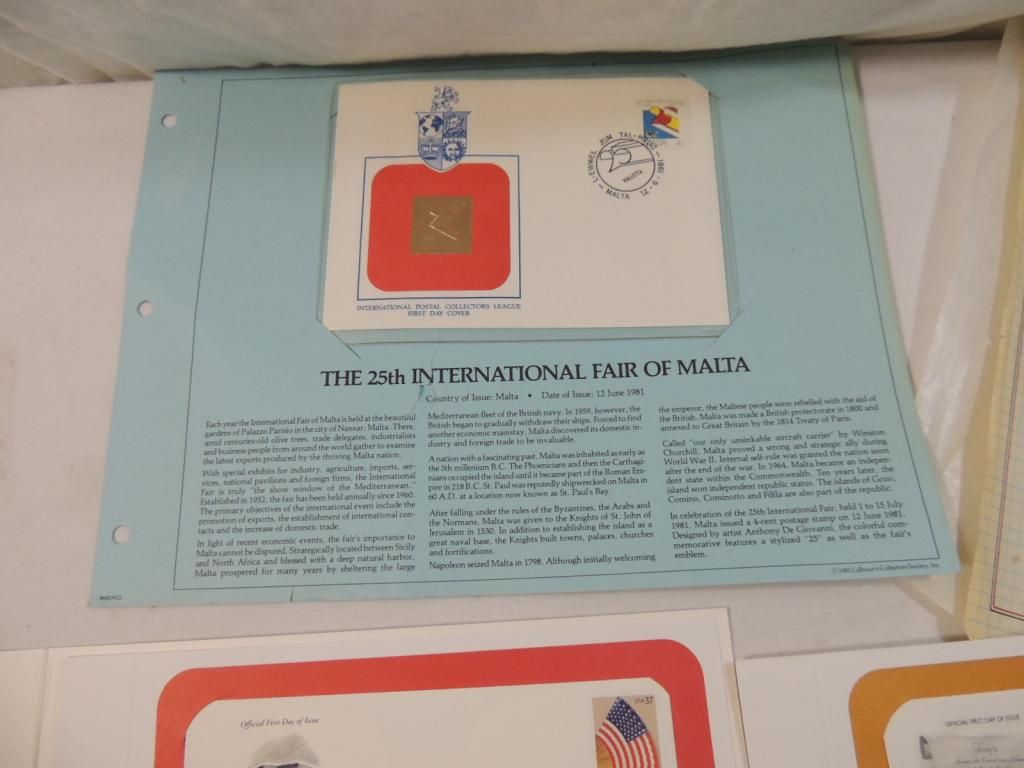 L-EWWEL JUM TAL-HRUĠ - 1981
VALLETTA
MALTA 12-6-
INTERNATIONAL POSTAL COLLECTORS LEAGUE
FIRST DAY COVER
THE 25th INTERNATIONAL FAIR OF MALTA
Country of Issue: Malta • Date of Issue: 12 June 1981
Each year the International Fair of Malta is held at the beautiful
gardens of Palazzo Parisio in the city of Naxxar, Malta. There,
amid centuries-old olive trees, trade delegates, industrialists
and business people from around the world gather to examine
the latest exports produced by the thriving Malta nation.
With special exhibits for industry, agriculture, imports, ser-
vices, national pavilions and foreign firms, the International
Fair is truly "the show window of the Mediterranean."
Established in 1952, the fair has been held annually since 1960.
The primary objectives of the international event include the
promotion of exports, the establishment of international con-
tacts and the increase of domestic trade.
In light of recent economic events, the fair's importance to
Malta cannot be disputed. Strategically located between Sicily
and North Africa and blessed with a deep natural harbor,
Malta prospered for many years by sheltering the large
Mediterranean fleet of the British navy. In 1959, however, the
British began to gradually withdraw their ships. Forced to find
another economic mainstay, Malta discovered its domestic in-
dustry and foreign trade to be invaluable.
A nation with a fascinating past, Malta was inhabited as early as
the 5th millenium B.C. The Phoenicians and then the Carthagi-
nians occupied the island until it became part of the Roman Em-
pire in 218 B.C. St. Paul was reputedly shipwrecked on Malta in
60 A.D. at a location now known as St. Paul's Bay.
After falling under the rules of the Byzantines, the Arabs and
the Normans, Malta was given to the Knights of St. John of
Jerusalem in 1530. In addition to establishing the island as a
great naval base, the Knights built towns, palaces, churches
and fortifications.
Napoleon seized Malta in 1798. Although initially welcoming
the emperor, the Maltese people soon rebelled with the aid of
the British. Malta was made a British protectorate in 1800 and
annexed to Great Britain by the 1814 Treaty of Paris.
Called "our only unsinkable aircraft carrier" by Winston
Churchill, Malta proved a strong and strategic ally during
World War II. Internal self-rule was granted the nation soon
after the end of the war. In 1964, Malta became an indepen-
dent state within the Commonwealth. Ten years later, the
island won independent republic status. The islands of Gozo,
Comino, Cominotto and Filfla are also part of the republic.
In celebration of the 25th International Fair, held 1 to 15 July
1981, Malta issued a 4-cent postage stamp on 12 June 1981.
Designed by artist Anthony De Giovanni, the colorful com-
memorative features a stylized "25" as well as the fair's
emblem.
© 1981 Calhoun's Collectors Society, Inc.
Official First Day of Issue
USA 37
OFFICIAL FIRST DAY OF ISSUE